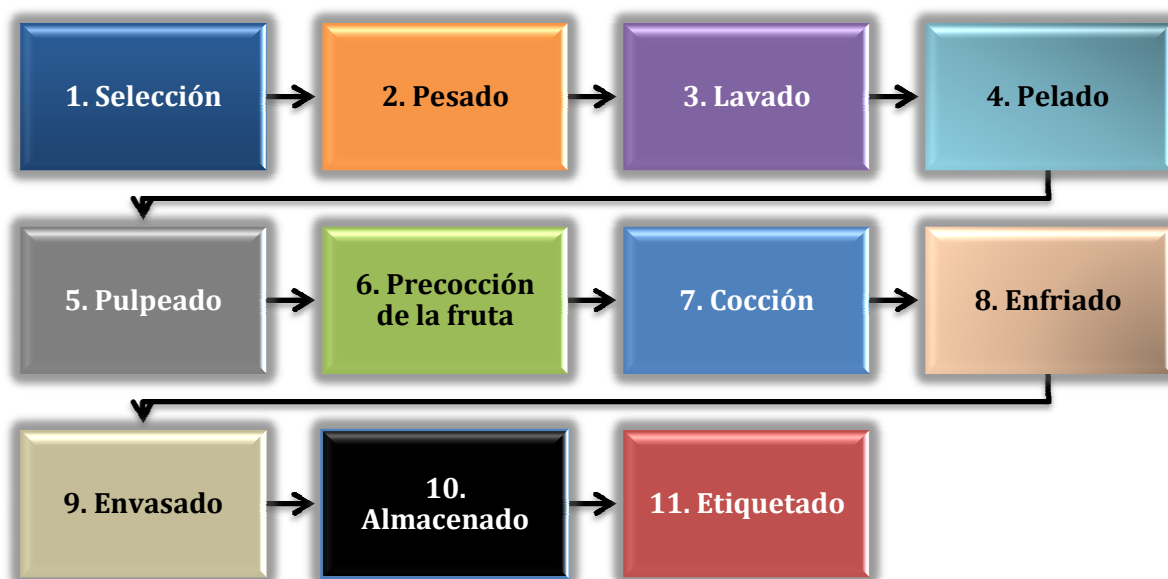 1. Selección
2. Pesado
3. Lavado
4. Pelado
5. Pulpeado
6. Precocción
de la fruta
7. Cocción
8. Enfriado
9. Envasado
10.
Almacenado
11. Etiquetado